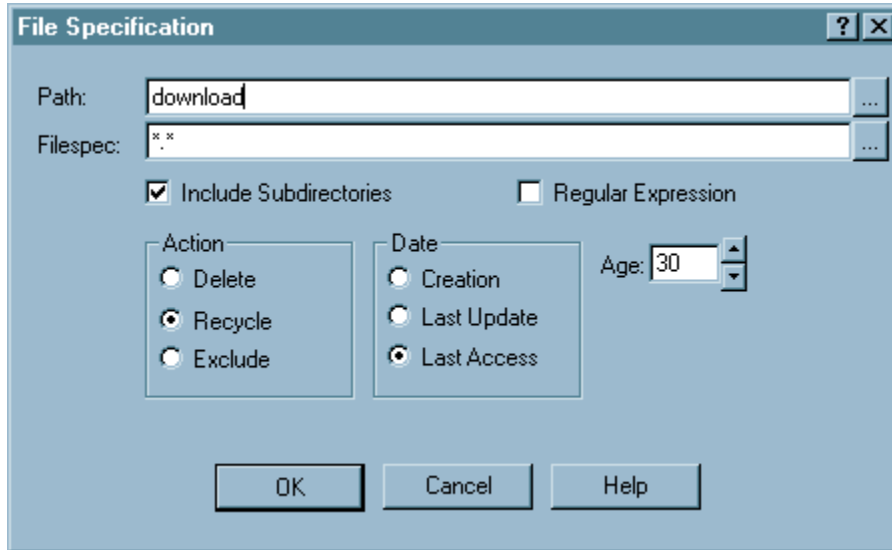 File Specification
Path: download ...
Filespec: *.* ...
Include Subdirectories Regular Expression
Action Date Age: 30
Delete Creation
Recycle Last Update
Exclude Last Access
OK Cancel Help